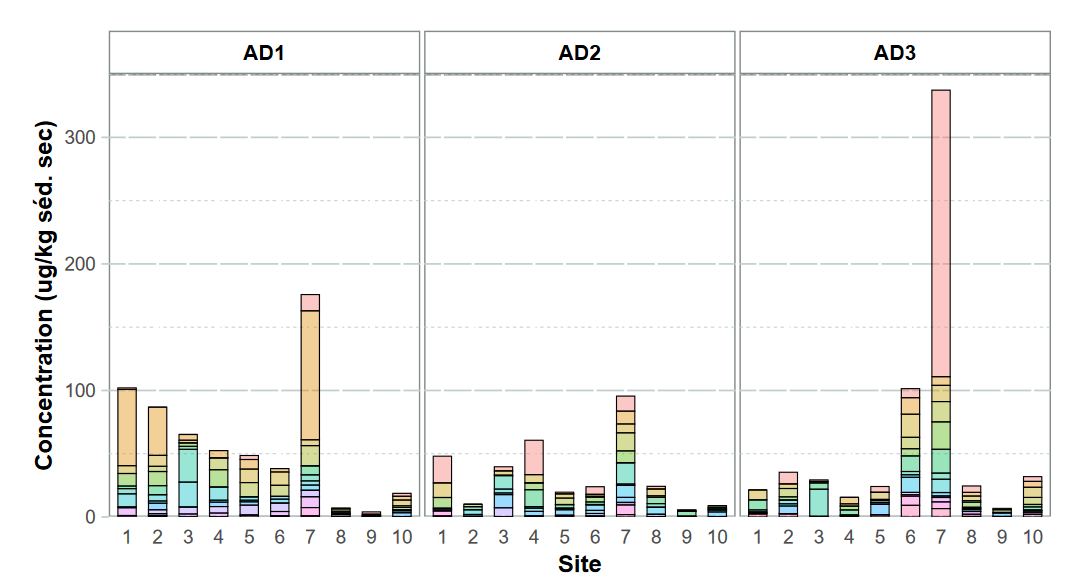 AD1 AD2 AD3
Concentration (ug/kg séd. sec)
300
200
100
0
1 2 3 4 5 6 7 8 9 10 1 2 3 4 5 6 7 8 9 10 1 2 3 4 5 6 7 8 9 10
Site